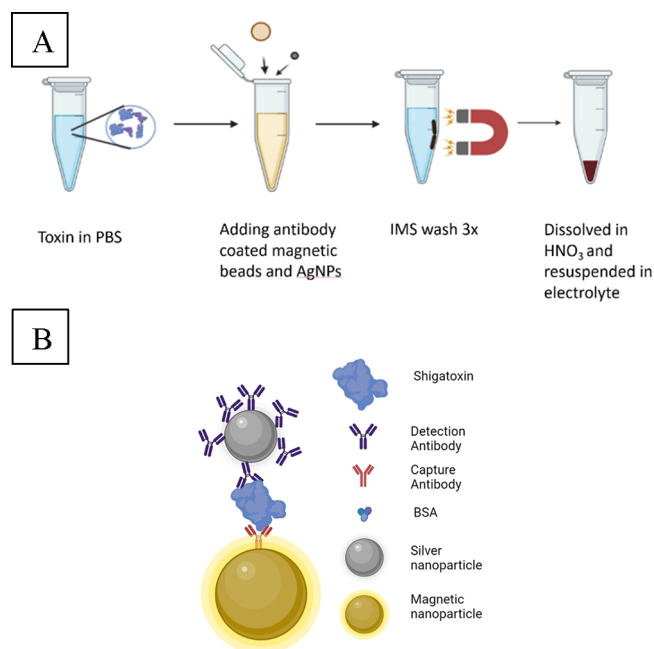 A
Toxin in PBS
Adding antibody
coated magnetic
beads and AgNPs
IMS wash 3x
Dissolved in
HNO₃ and
resuspended in
electrolyte
B
Shigatoxin
Detection
Antibody
Capture
Antibody
BSA
Silver
nanoparticle
Magnetic
nanoparticle